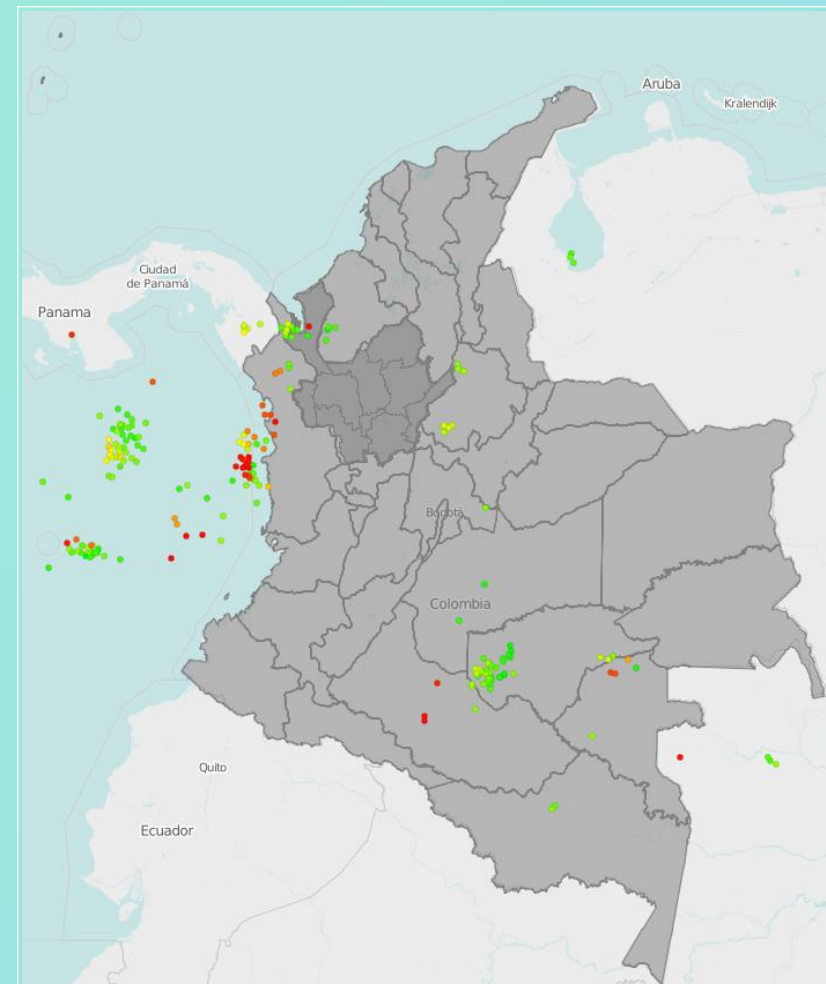 Aruba
Kralendijk
Ciudad
de Panamá
Panama
Bogotá
Colombia
Quito
Ecuador